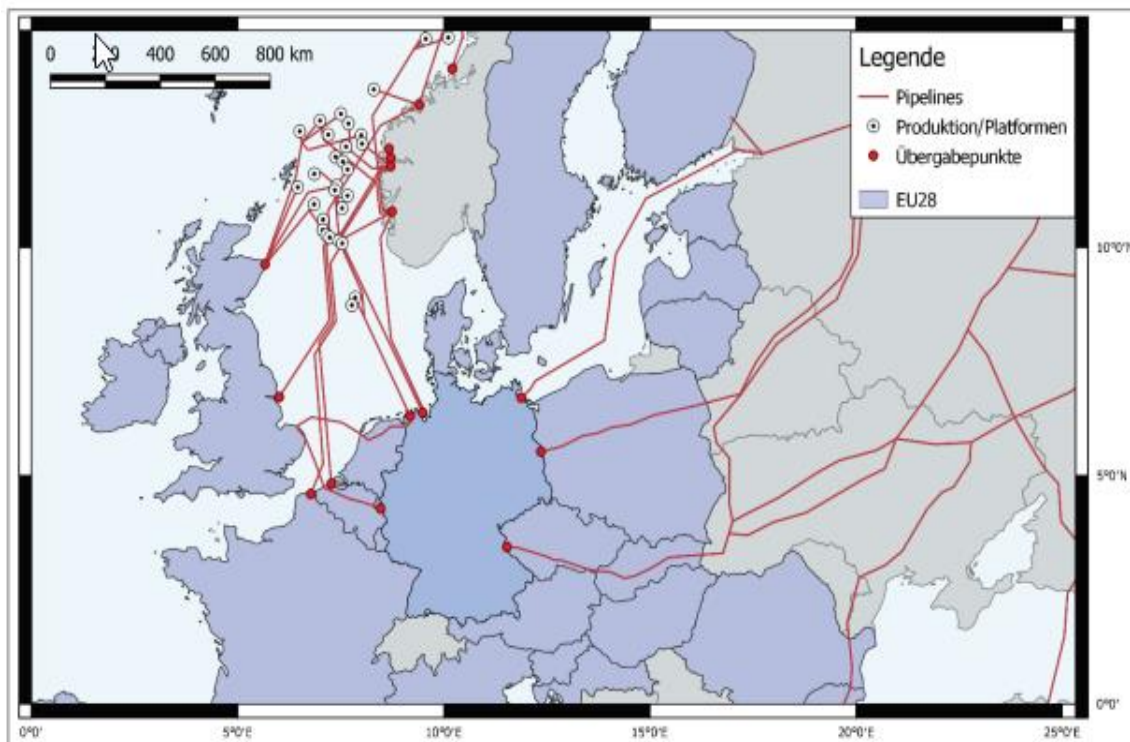 0 400 600 800 km
Legende
Pipelines
Produktion/Platformen
Übergabepunkte
EU28
10°0'N
5°0'N
0°0'
0°0' 5°0'E 10°0'E 15°0'E 20°0'E 25°0'E